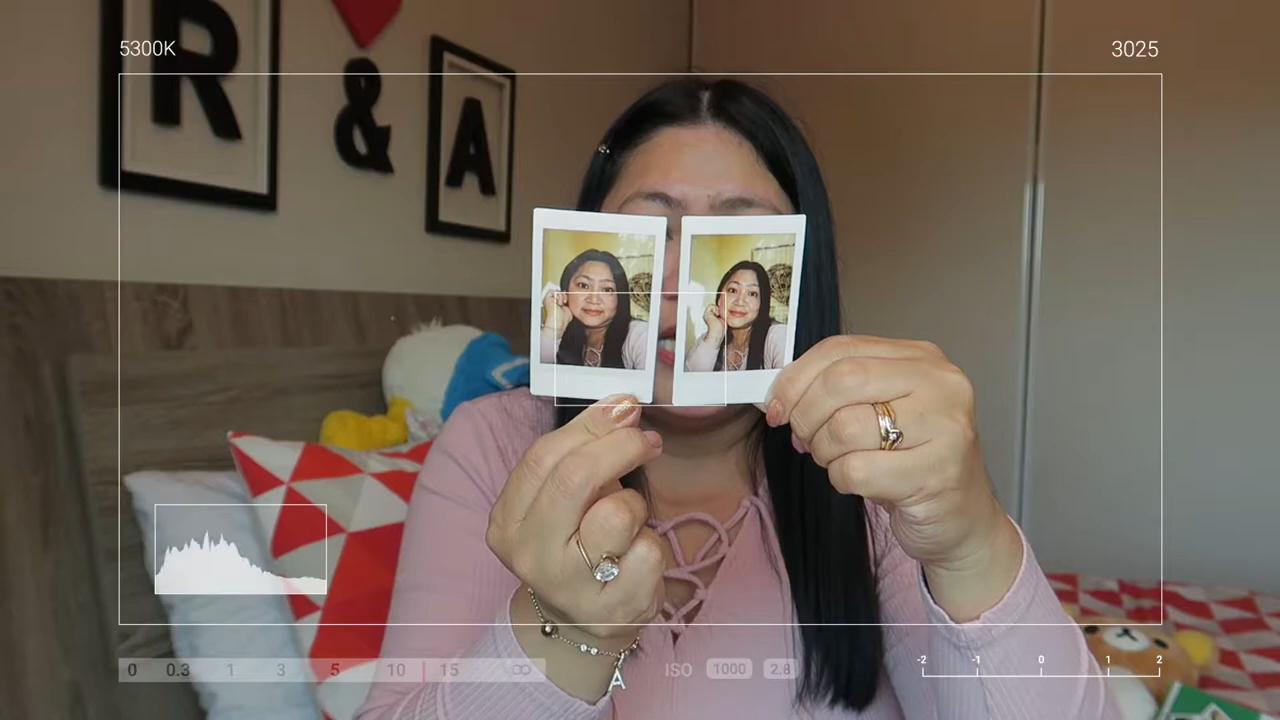 5300K
3025
R & A
0 0.3 1 3 5 10 15 ∞
ISO 1000 2.8
-2 -1 0 1 2
A